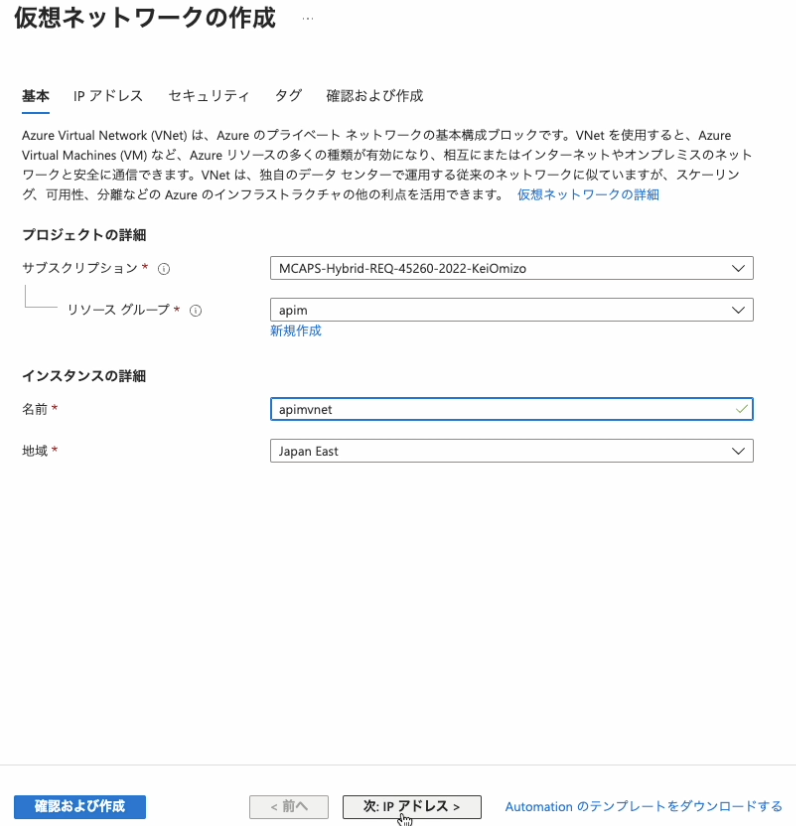 仮想ネットワークの作成 ...
基本 IP アドレス セキュリティ タグ 確認および作成
Azure Virtual Network (VNet) は、Azure のプライベート ネットワークの基本構成ブロックです。VNet を使用すると、Azure
Virtual Machines (VM) など、Azure リソースの多くの種類が有効になり、相互にまたはインターネットやオンプレミスのネット
ワークと安全に通信できます。VNet は、独自のデータ センターで運用する従来のネットワークに似ていますが、スケーリン
グ、可用性、分離などの Azure のインフラストラクチャの他の利点を活用できます。 仮想ネットワークの詳細
プロジェクトの詳細
サブスクリプション * MCAPS-Hybrid-REQ-45260-2022-KeiOmizo
リソース グループ * apim
新規作成
インスタンスの詳細
名前 * apimvnet
地域 * Japan East
確認および作成 < 前へ 次: IP アドレス > Automation のテンプレートをダウンロードする